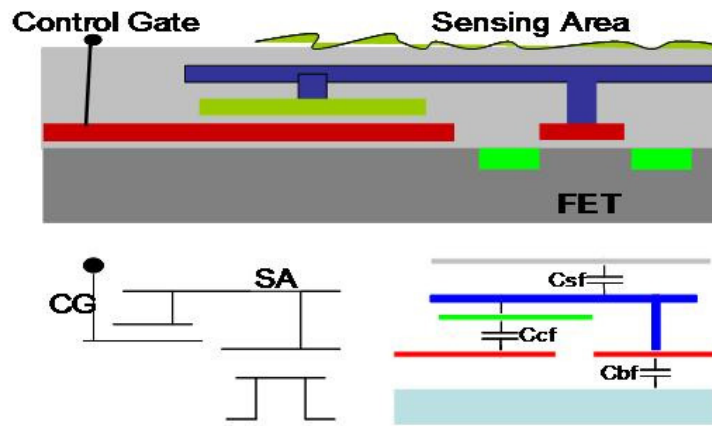 Control Gate
Sensing Area
FET
CG
SA
Csf
Ccf
Cbf